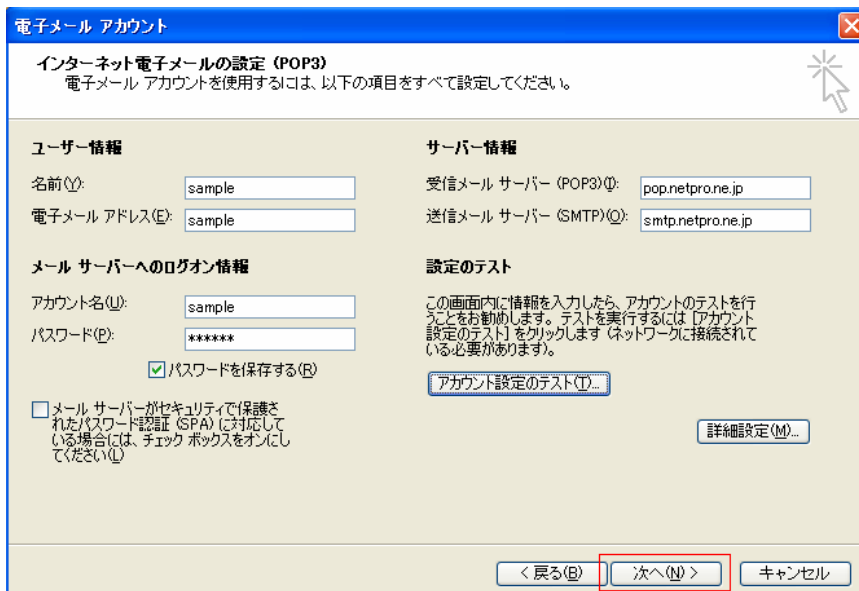 電子メール アカウント
インターネット電子メールの設定 (POP3)
電子メール アカウントを使用するには、以下の項目をすべて設定してください。
ユーザー情報
名前(Y):
sample
電子メール アドレス(E):
sample
メール サーバーへのログオン情報
アカウント名(U):
sample
パスワード(P):
******
パスワードを保存する(R)
メール サーバーがセキュリティで保護さ
れたパスワード認証 (SPA) に対応して
いる場合には、チェック ボックスをオンにし
てください(L)
サーバー情報
受信メール サーバー (POP3)(I):
pop.netpro.ne.jp
送信メール サーバー (SMTP)(O):
smtp.netpro.ne.jp
設定のテスト
この画面内に情報を入力したら、アカウントのテストを行
うことをお勧めします。テストを実行するには [アカウント
設定のテスト] をクリックします (ネットワークに接続されて
いる必要があります)。
アカウント設定のテスト(T)...
詳細設定(M)...
< 戻る(B)
次へ(N) >
キャンセル